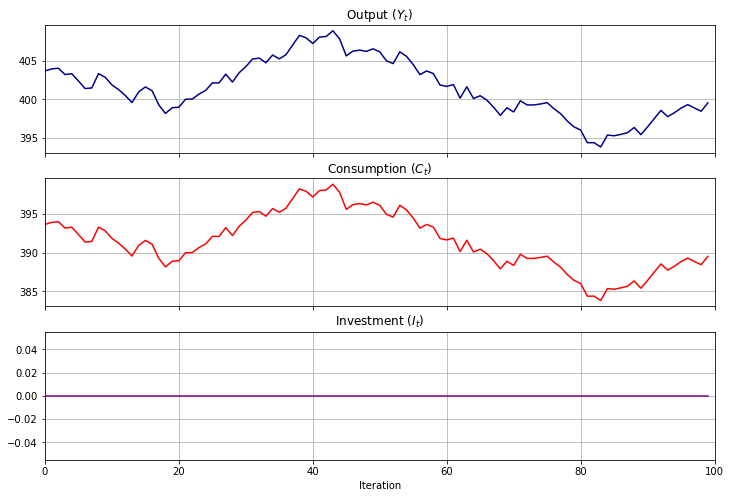 Output (Y_t)
405
400
395
Consumption (C_t)
395
390
385
Investment (I_t)
0.04
0.02
0.00
−0.02
−0.04
0 20 40 60 80 100
Iteration